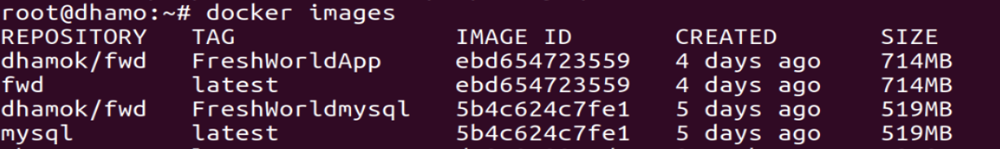 root@dhamo:~# docker images
REPOSITORY   TAG               IMAGE ID       CREATED      SIZE
dhamok/fwd   FreshWorldApp     ebd654723559   4 days ago   714MB
fwd          latest            ebd654723559   4 days ago   714MB
dhamok/fwd   FreshWorldmysql   5b4c624c7fe1   5 days ago   519MB
mysql        latest            5b4c624c7fe1   5 days ago   519MB